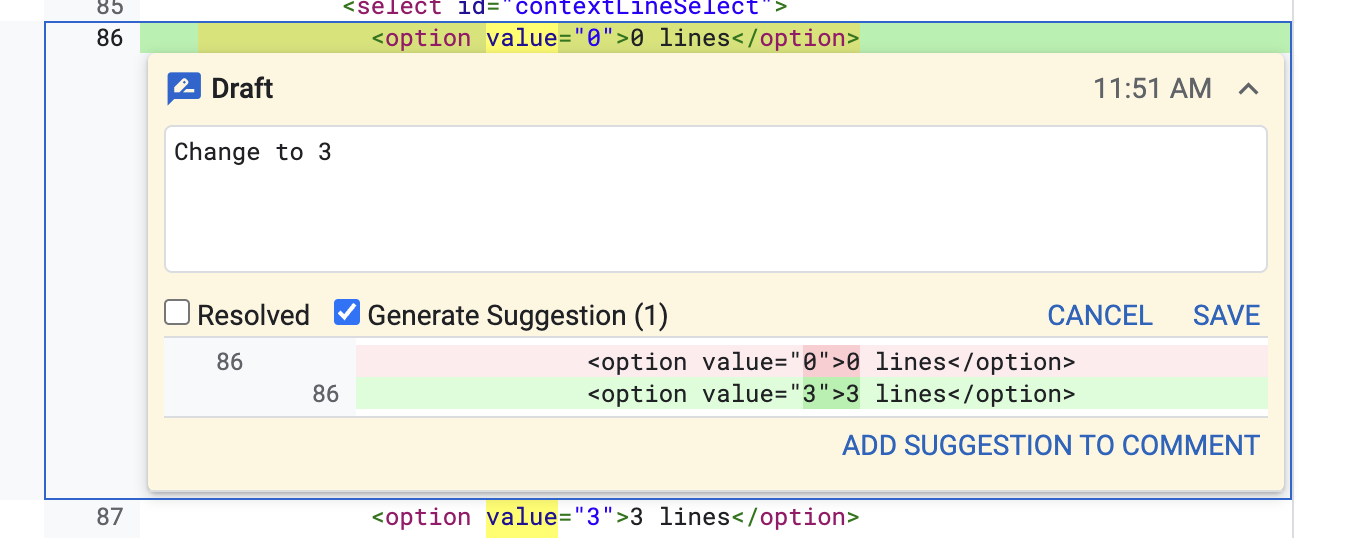 85 <select id="contextLineSelect">
86 <option value="0">0 lines</option>
Draft 11:51 AM
Change to 3
Resolved Generate Suggestion (1) CANCEL SAVE
86 <option value="0">0 lines</option>
86 <option value="3">3 lines</option>
ADD SUGGESTION TO COMMENT
87 <option value="3">3 lines</option>